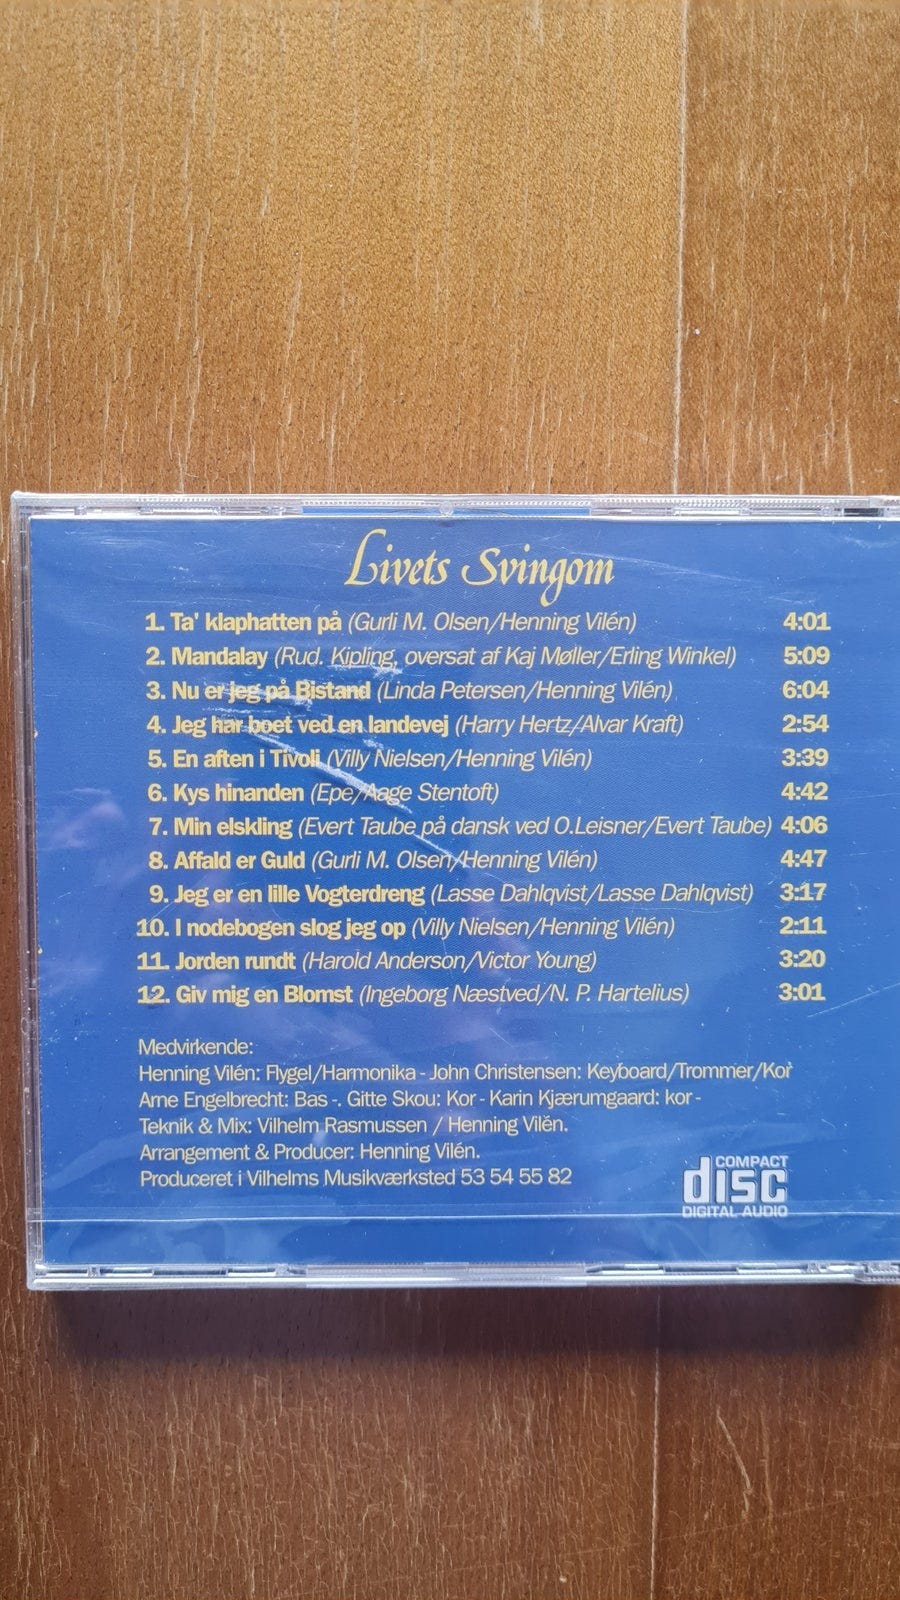 Livets Svingom
1. Ta' klaphatten på (Gurli M. Olsen/Henning Vilén) 4:01
2. Mandalay (Rud. Kipling, oversat af Kaj Møller/Erling Winkel) 5:09
3. Nu er jeg på Bistand (Linda Petersen/Henning Vilén) 6:04
4. Jeg har boet ved en landevej (Harry Hertz/Alvar Kraft) 2:54
5. En aften i Tivoli (Villy Nielsen/Henning Vilén) 3:39
6. Kys hinanden (Epe/Aage Stentoft) 4:42
7. Min elskling (Evert Taube på dansk ved O.Leisner/Evert Taube) 4:06
8. Affald er Guld (Gurli M. Olsen/Henning Vilén) 4:47
9. Jeg er en lille Vogterdreng (Lasse Dahlqvist/Lasse Dahlqvist) 3:17
10. I nodebogen slog jeg op (Villy Nielsen/Henning Vilén) 2:11
11. Jorden rundt (Harold Anderson/Victor Young) 3:20
12. Giv mig en Blomst (Ingeborg Næstved/N. P. Hartelius) 3:01
Medvirkende:
Henning Vilén: Flygel/Harmonika - John Christensen: Keyboard/Trommer/Kor
Arne Engelbrecht: Bas -. Gitte Skou: Kor - Karin Kjærumgaard: kor -
Teknik & Mix: Vilhelm Rasmussen / Henning Vilén.
Arrangement & Producer: Henning Vilén.
Produceret i Vilhelms Musikværksted 53 54 55 82
COMPACT
disc
DIGITAL AUDIO